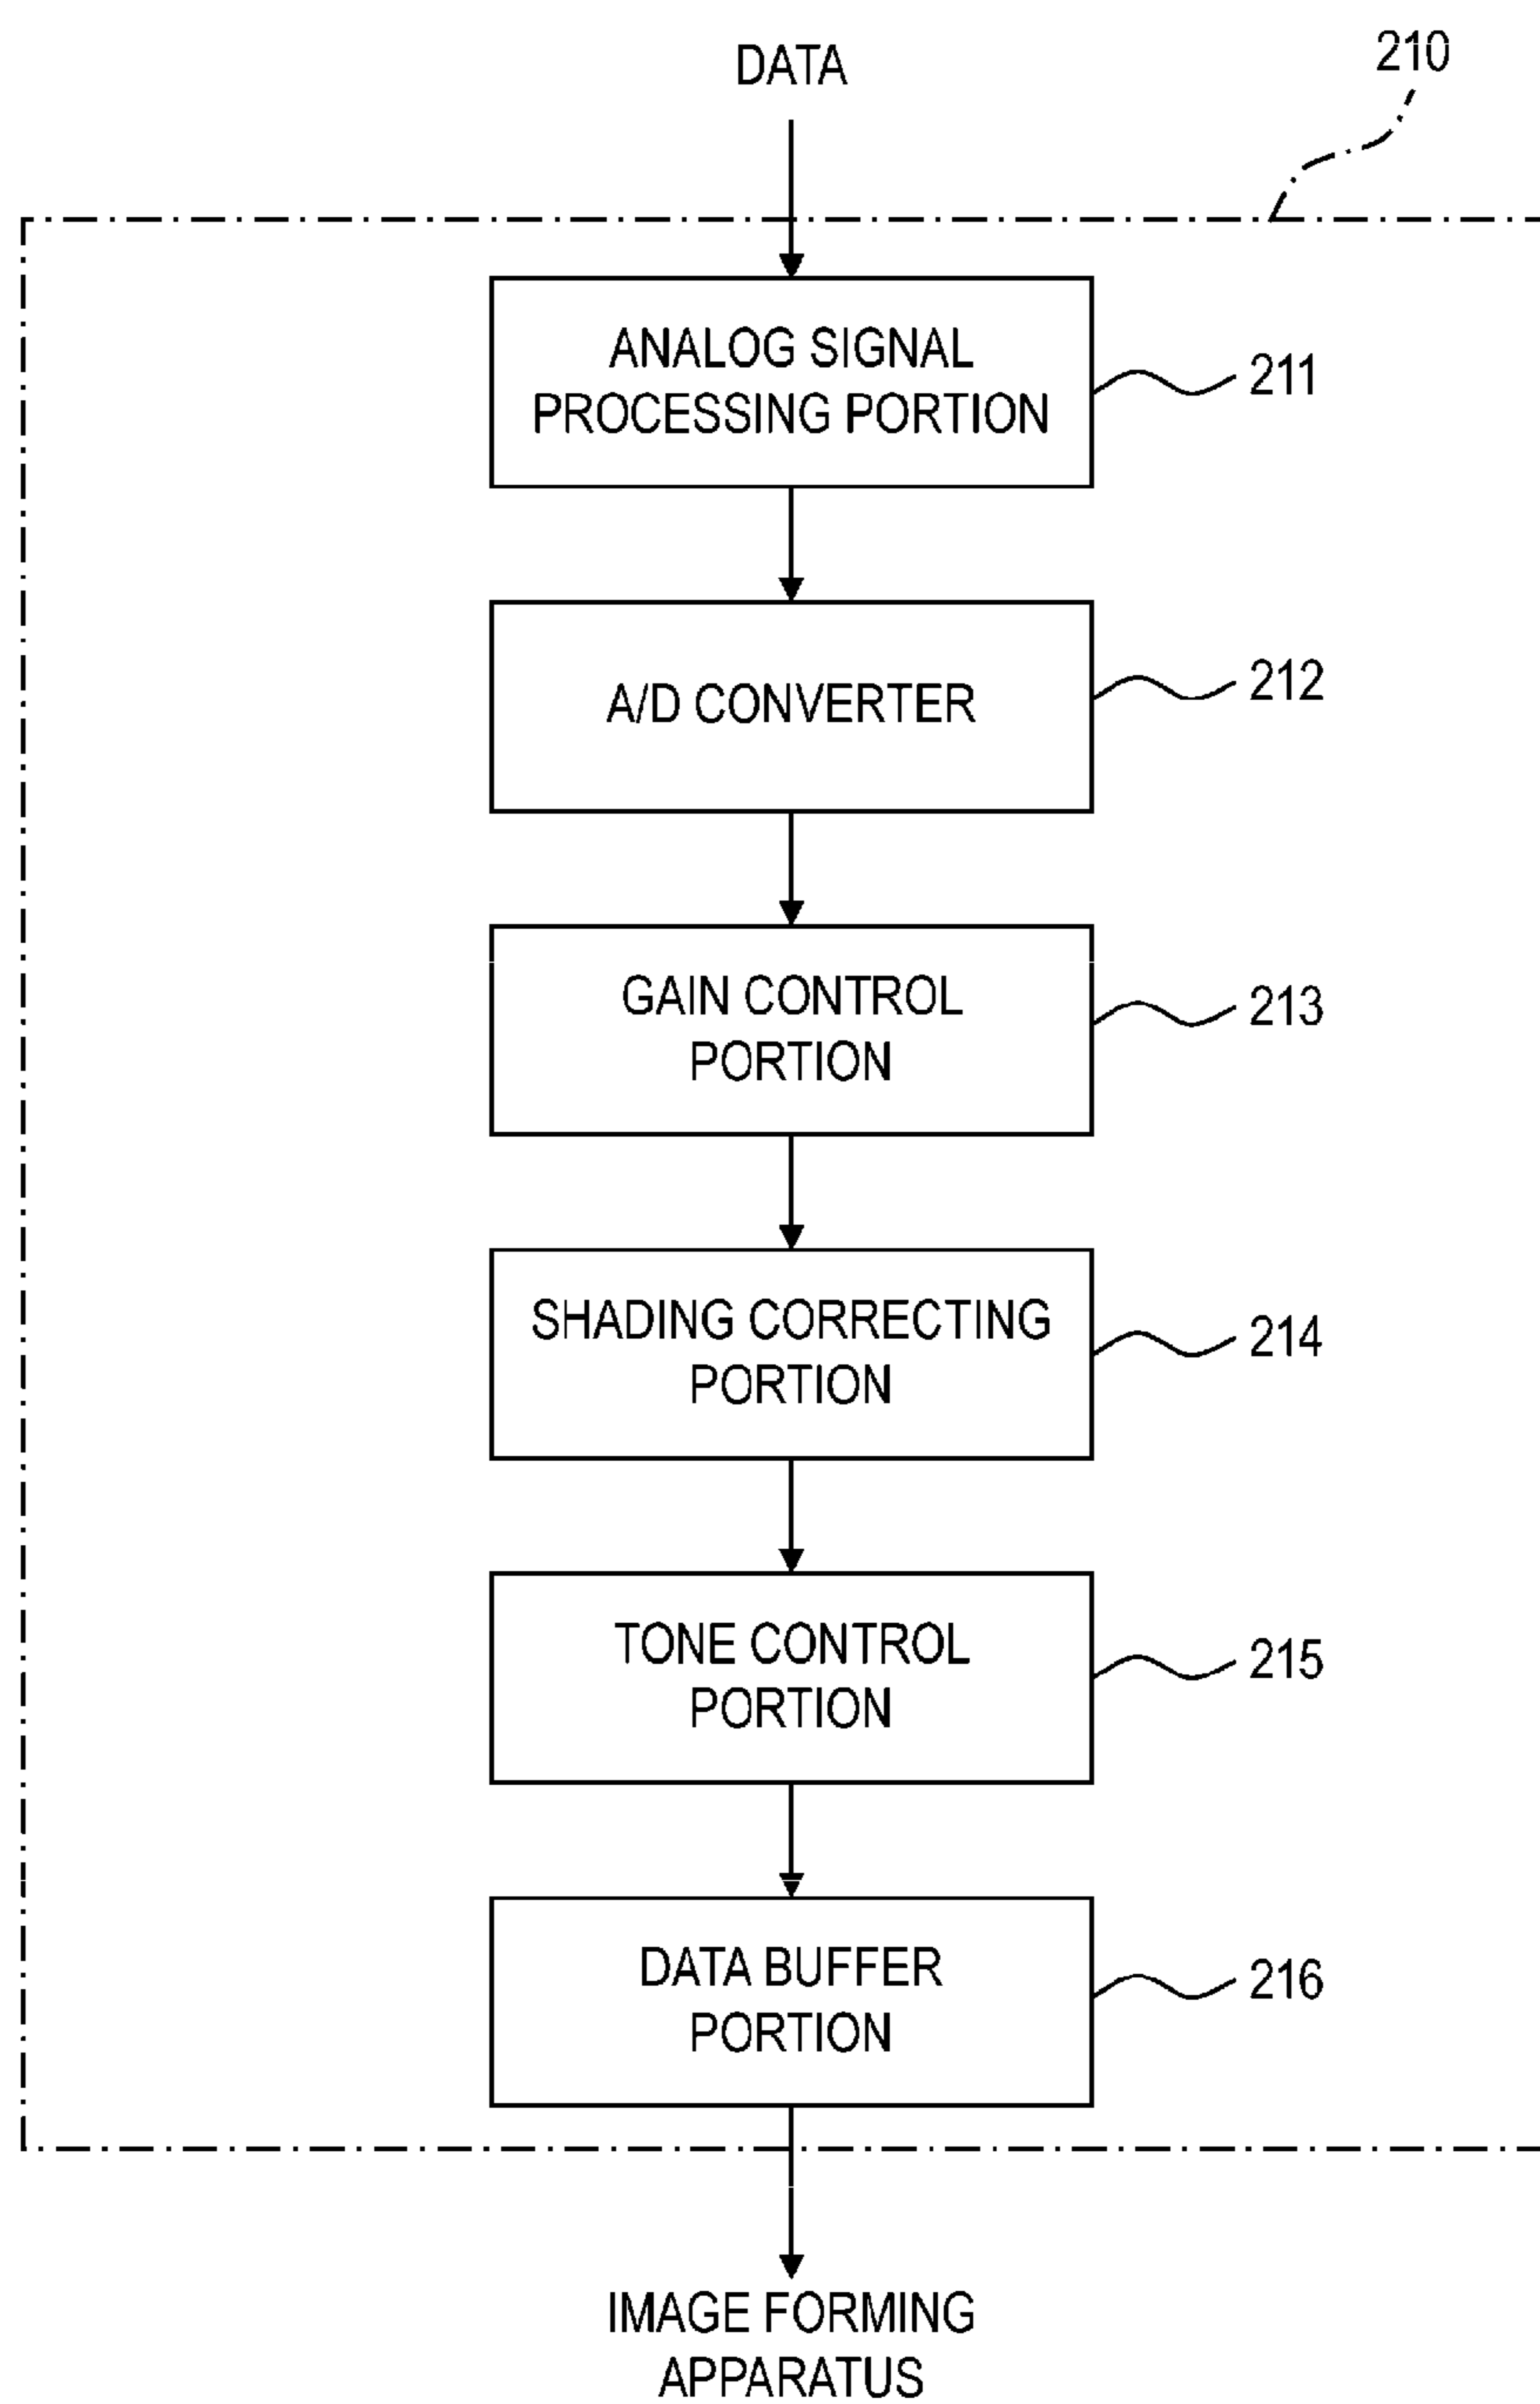 210
DATA
ANALOG SIGNAL
PROCESSING PORTION
211
A/D CONVERTER
212
GAIN CONTROL
PORTION
213
SHADING CORRECTING
PORTION
214
TONE CONTROL
PORTION
215
DATA BUFFER
PORTION
216
IMAGE FORMING
APPARATUS